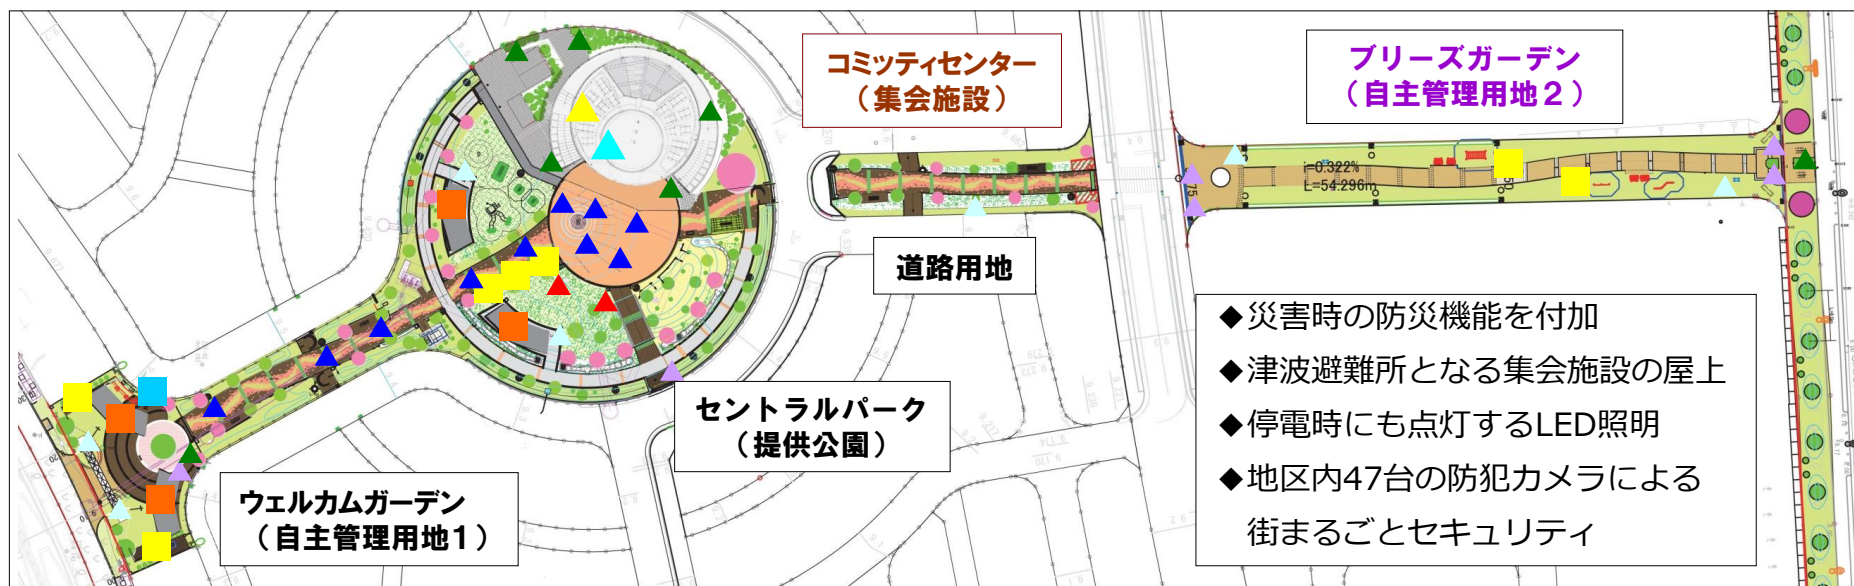 コミッティセンター
（集会施設）
ブリーズガーデン
（自主管理用地２）
i=0.322%
L=54.296m
道路用地
セントラルパーク
（提供公園）
ウェルカムガーデン
（自主管理用地１）
◆災害時の防災機能を付加
◆津波避難所となる集会施設の屋上
◆停電時にも点灯するLED照明
◆地区内47台の防犯カメラによる
街まるごとセキュリティ